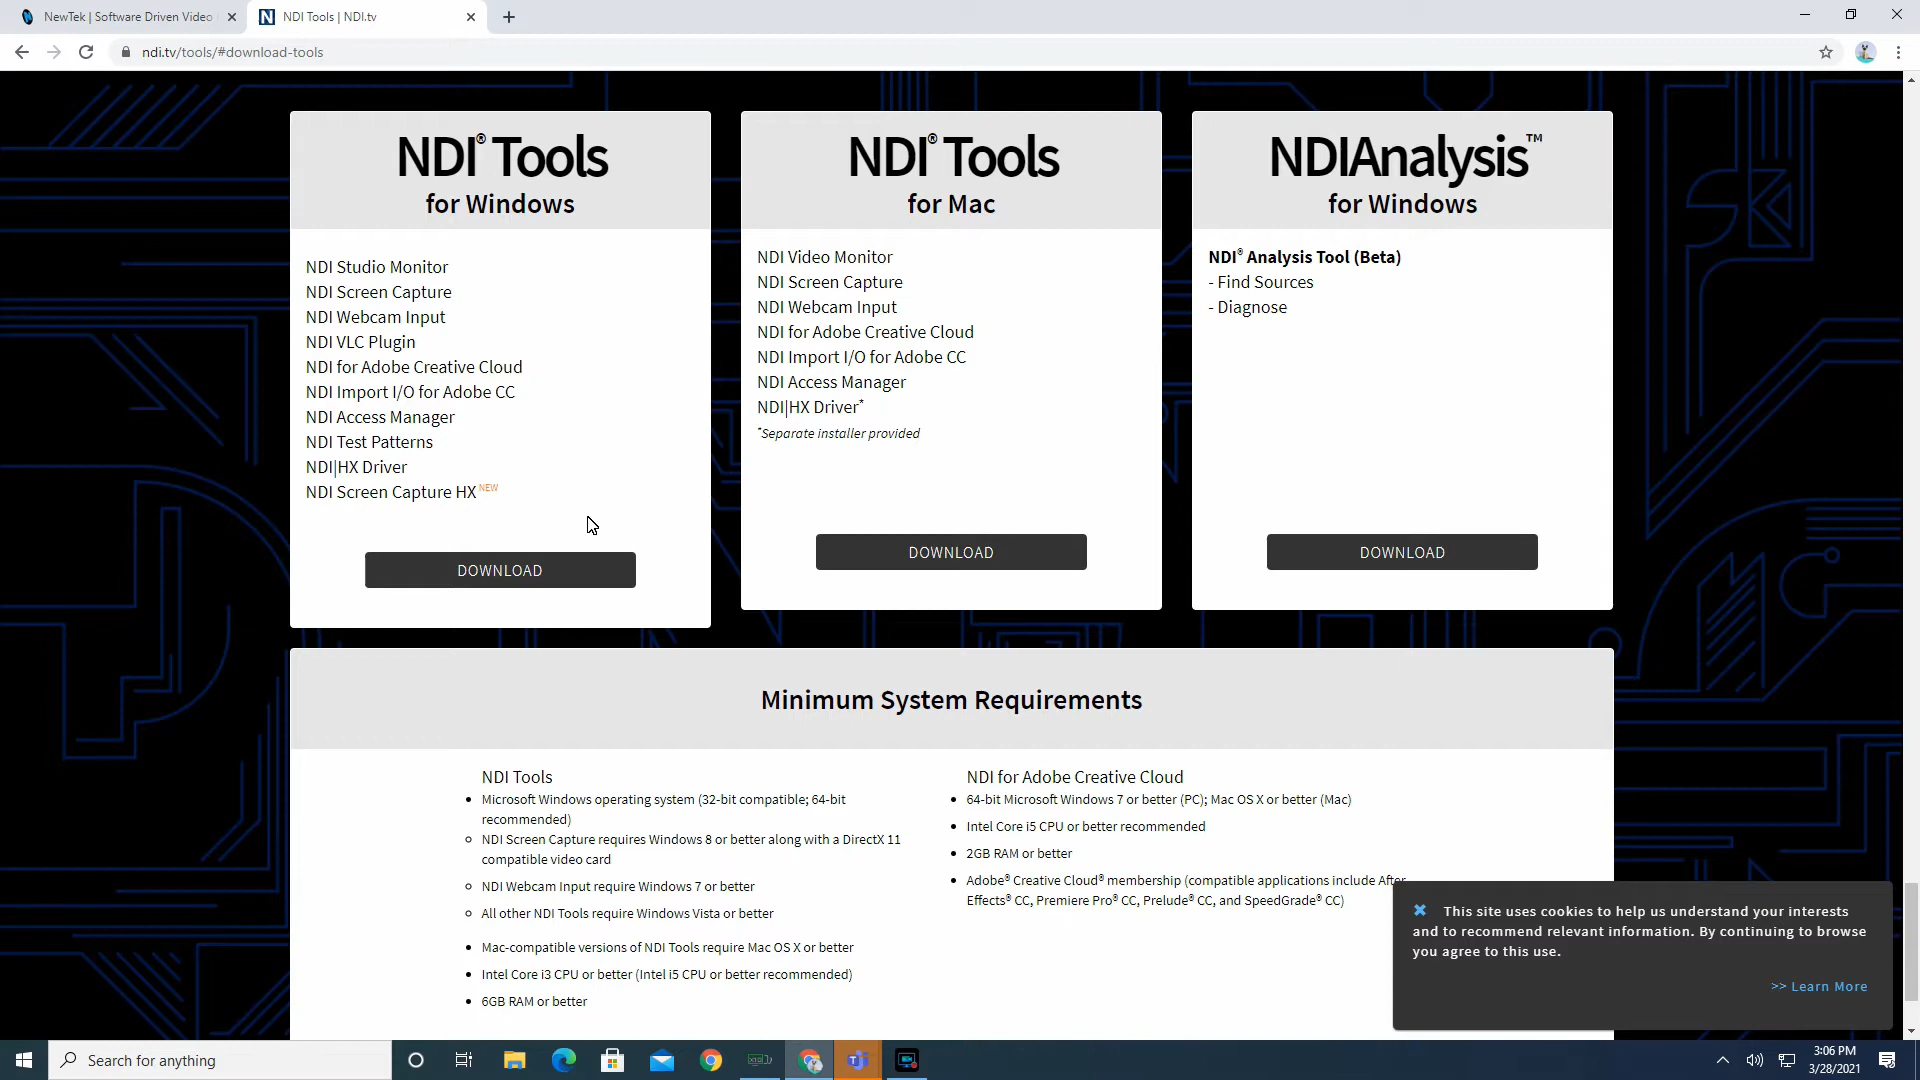 NewTek | Software Driven Video
NDI Tools | NDI.tv
ndi.tv/tools/#download-tools
NDI® Tools
for Windows
NDI Studio Monitor
NDI Screen Capture
NDI Webcam Input
NDI VLC Plugin
NDI for Adobe Creative Cloud
NDI Import I/O for Adobe CC
NDI Access Manager
NDI Test Patterns
NDI|HX Driver
NDI Screen Capture HX NEW
DOWNLOAD
NDI® Tools
for Mac
NDI Video Monitor
NDI Screen Capture
NDI Webcam Input
NDI for Adobe Creative Cloud
NDI Import I/O for Adobe CC
NDI Access Manager
NDI|HX Driver*
*Separate installer provided
DOWNLOAD
NDIAnalysis™
for Windows
NDI® Analysis Tool (Beta)
- Find Sources
- Diagnose
DOWNLOAD
Minimum System Requirements
NDI Tools
Microsoft Windows operating system (32-bit compatible; 64-bit
recommended)
NDI Screen Capture requires Windows 8 or better along with a DirectX 11
compatible video card
NDI Webcam Input require Windows 7 or better
All other NDI Tools require Windows Vista or better
Mac-compatible versions of NDI Tools require Mac OS X or better
Intel Core i3 CPU or better (Intel i5 CPU or better recommended)
6GB RAM or better
NDI for Adobe Creative Cloud
64-bit Microsoft Windows 7 or better (PC); Mac OS X or better (Mac)
Intel Core i5 CPU or better recommended
2GB RAM or better
Adobe® Creative Cloud® membership (compatible applications include After
Effects® CC, Premiere Pro® CC, Prelude® CC, and SpeedGrade® CC)
This site uses cookies to help us understand your interests
and to recommend relevant information. By continuing to browse
you agree to this use.
>> Learn More
Search for anything
3:06 PM
3/28/2021